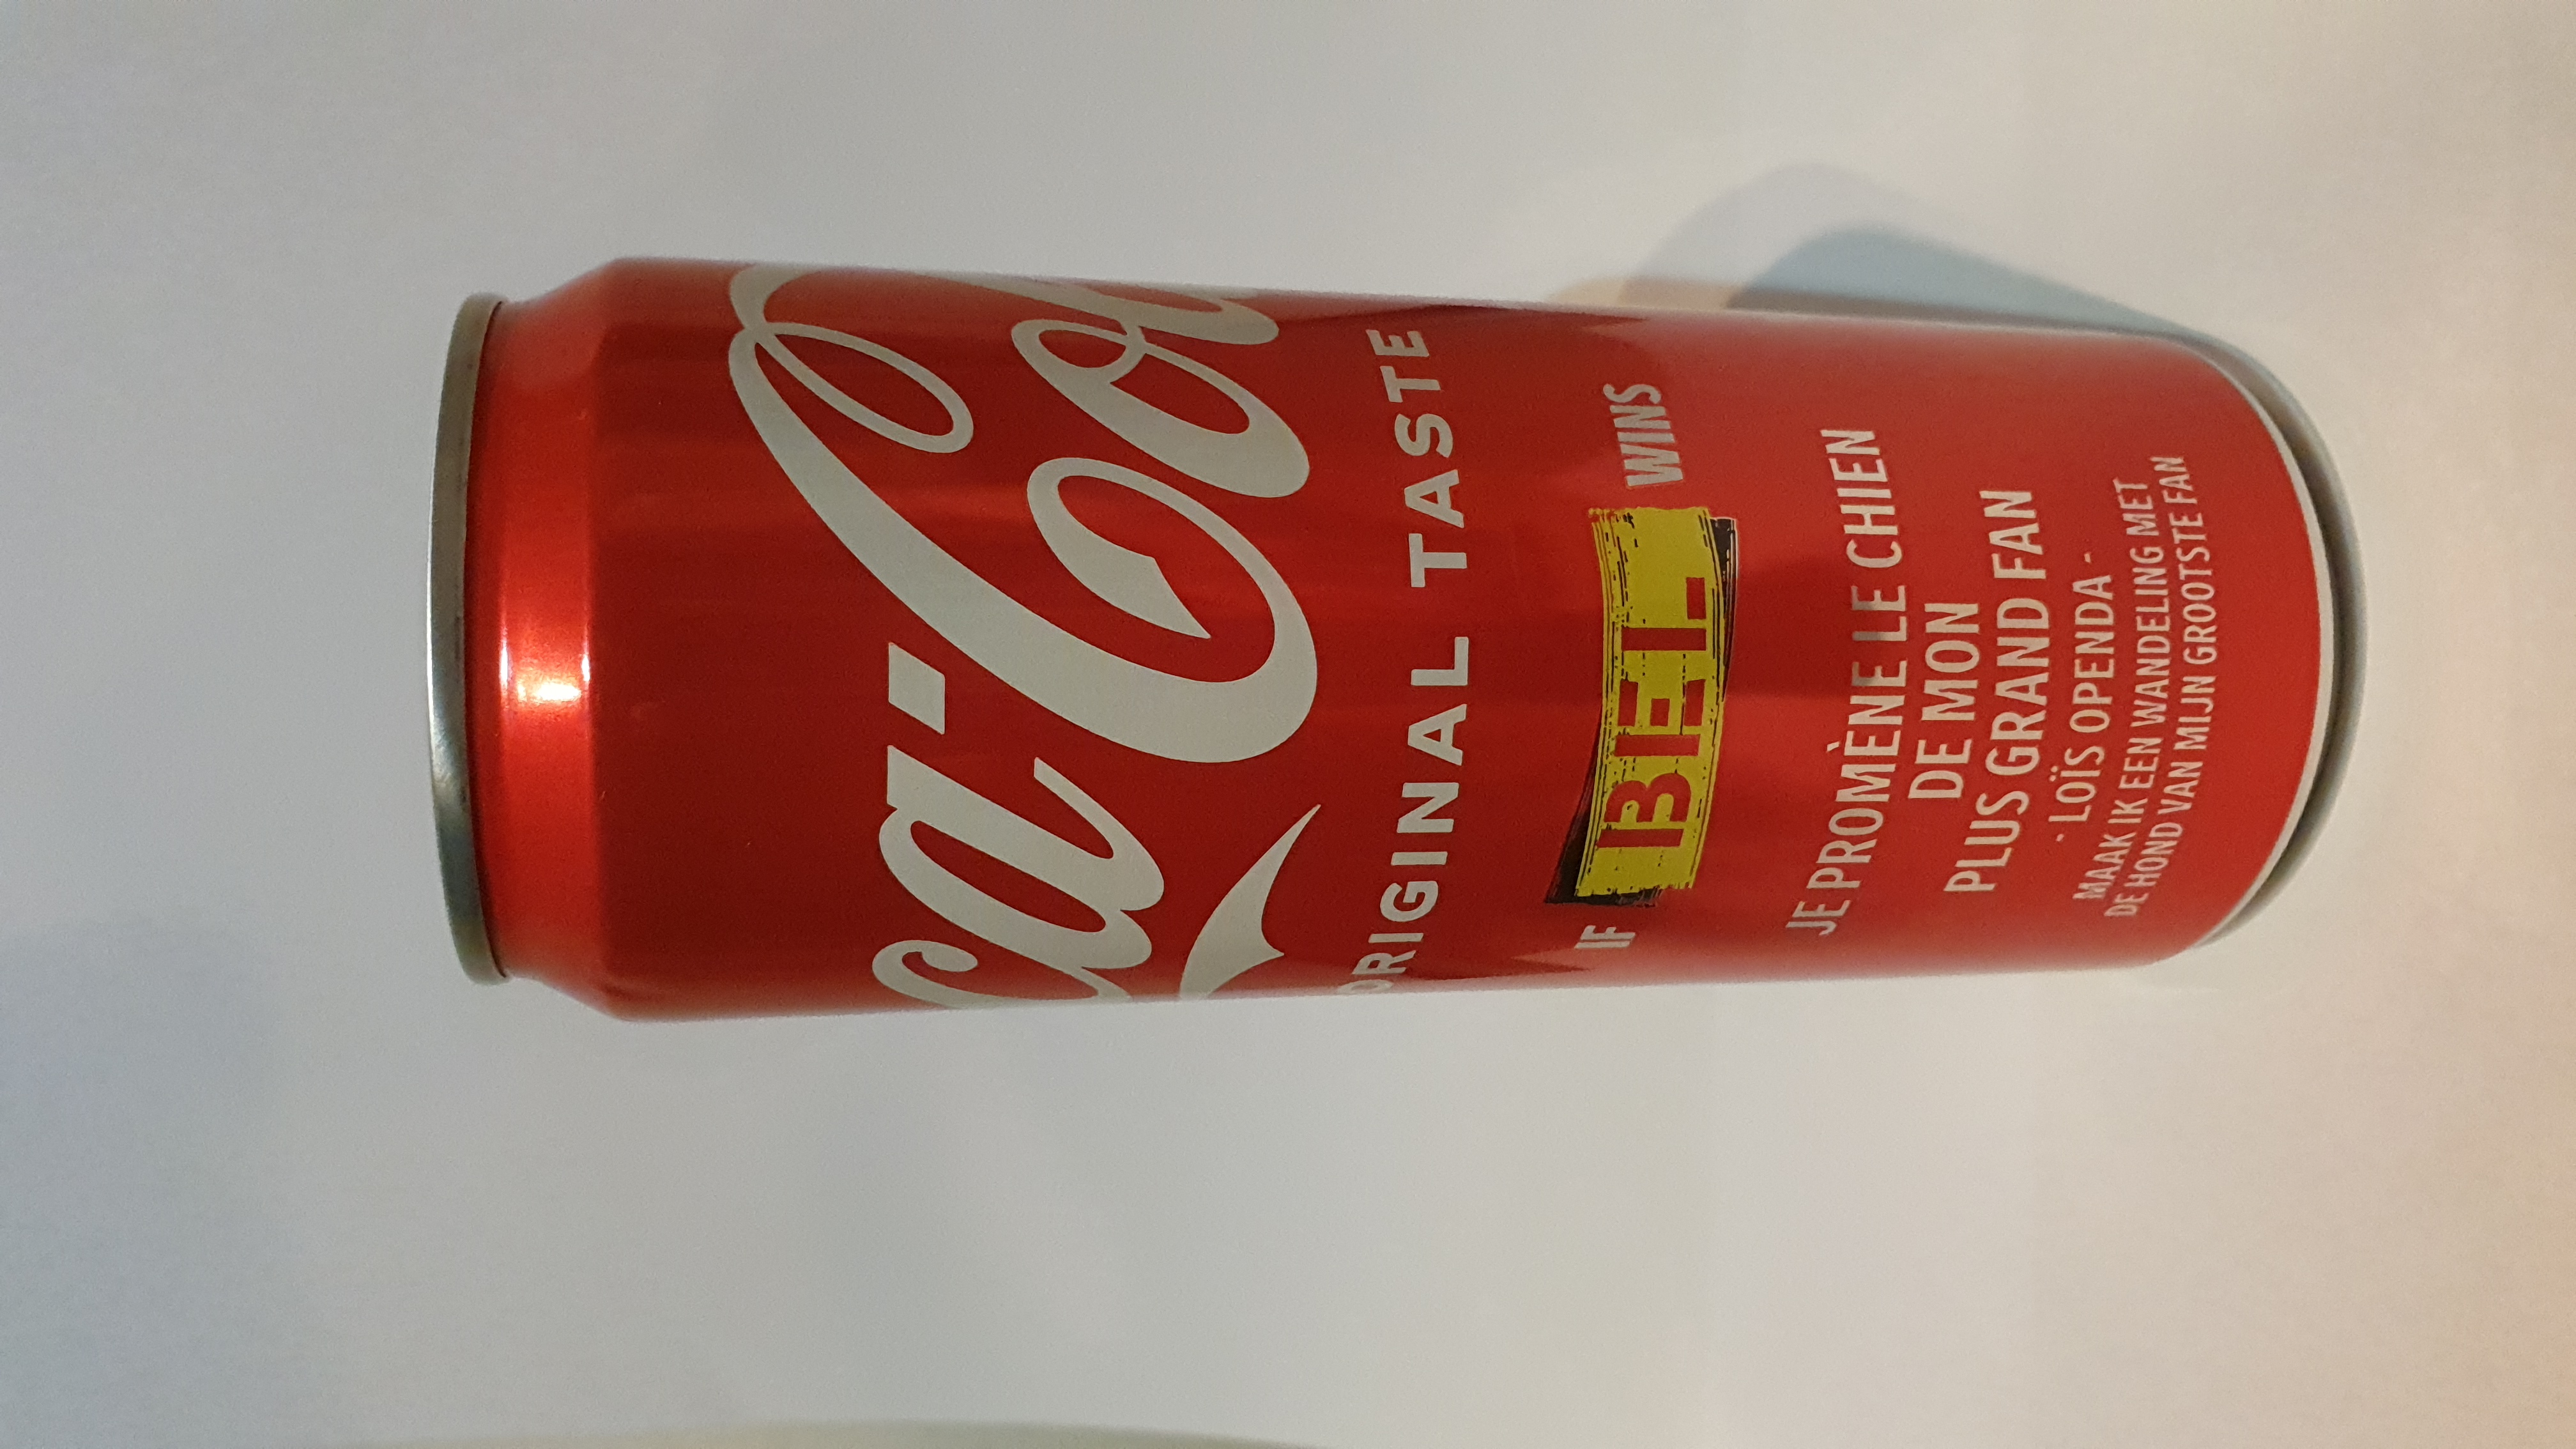 ca-Col
ORIGINAL TASTE
IF BEL WINS
JE PROMÈNE LE CHIEN
DE MON
PLUS GRAND FAN
- LOÏS OPENDA -
MAAK IK EEN WANDELING MET
DE HOND VAN MIJN GROOTSTE FAN